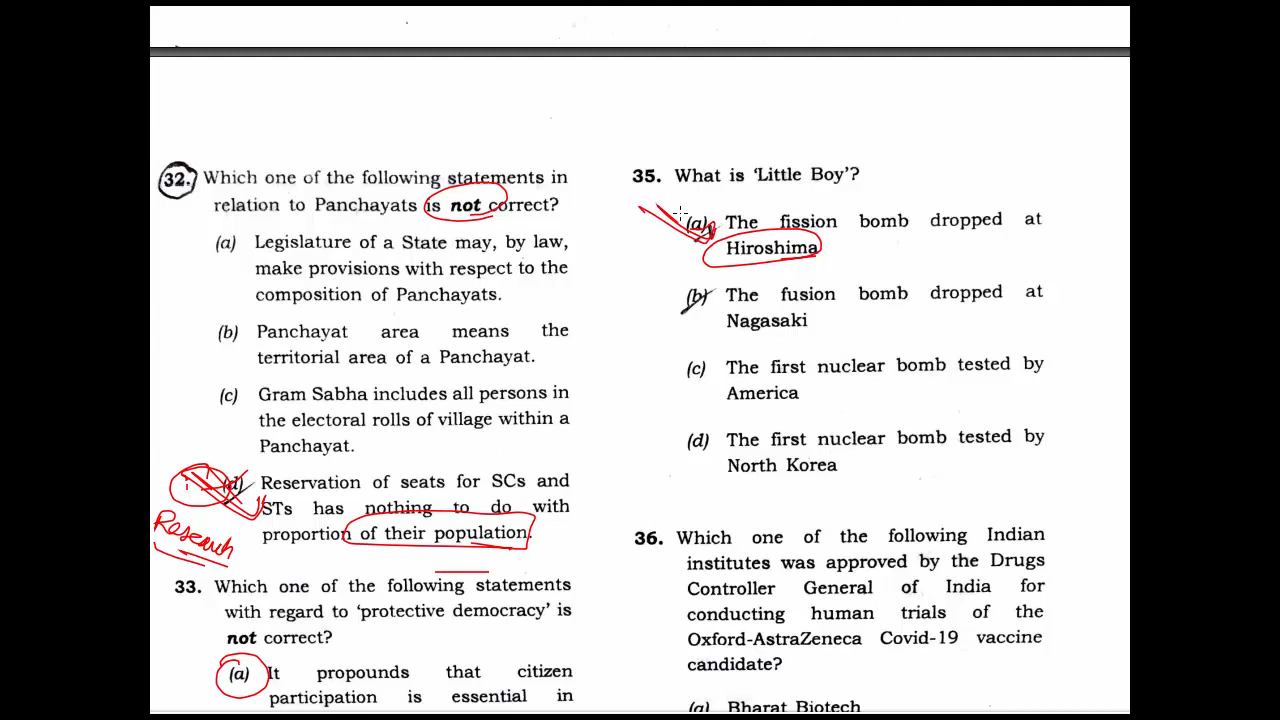 32. Which one of the following statements in
relation to Panchayats is not correct?
(a) Legislature of a State may, by law,
make provisions with respect to the
composition of Panchayats.
(b) Panchayat area means the
territorial area of a Panchayat.
(c) Gram Sabha includes all persons in
the electoral rolls of village within a
Panchayat.
(d) Reservation of seats for SCs and
STs has nothing to do with
proportion of their population.
Research
33. Which one of the following statements
with regard to ‘protective democracy’ is
not correct?
(a) It propounds that citizen
participation is essential in
35. What is ‘Little Boy’?
(a) The fission bomb dropped at
Hiroshima
(b) The fusion bomb dropped at
Nagasaki
(c) The first nuclear bomb tested by
America
(d) The first nuclear bomb tested by
North Korea
36. Which one of the following Indian
institutes was approved by the Drugs
Controller General of India for
conducting human trials of the
Oxford-AstraZeneca Covid-19 vaccine
candidate?
(a) Bharat Biotech